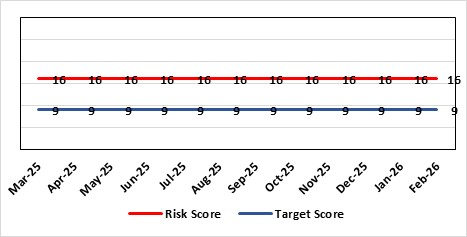 16 16 16 16 16 16 16 16 16 16 16 16
9 9 9 9 9 9 9 9 9 9 9 9
Mar-25 Apr-25 May-25 Jun-25 Jul-25 Aug-25 Sep-25 Oct-25 Nov-25 Dec-25 Jan-26 Feb-26
Risk Score Target Score